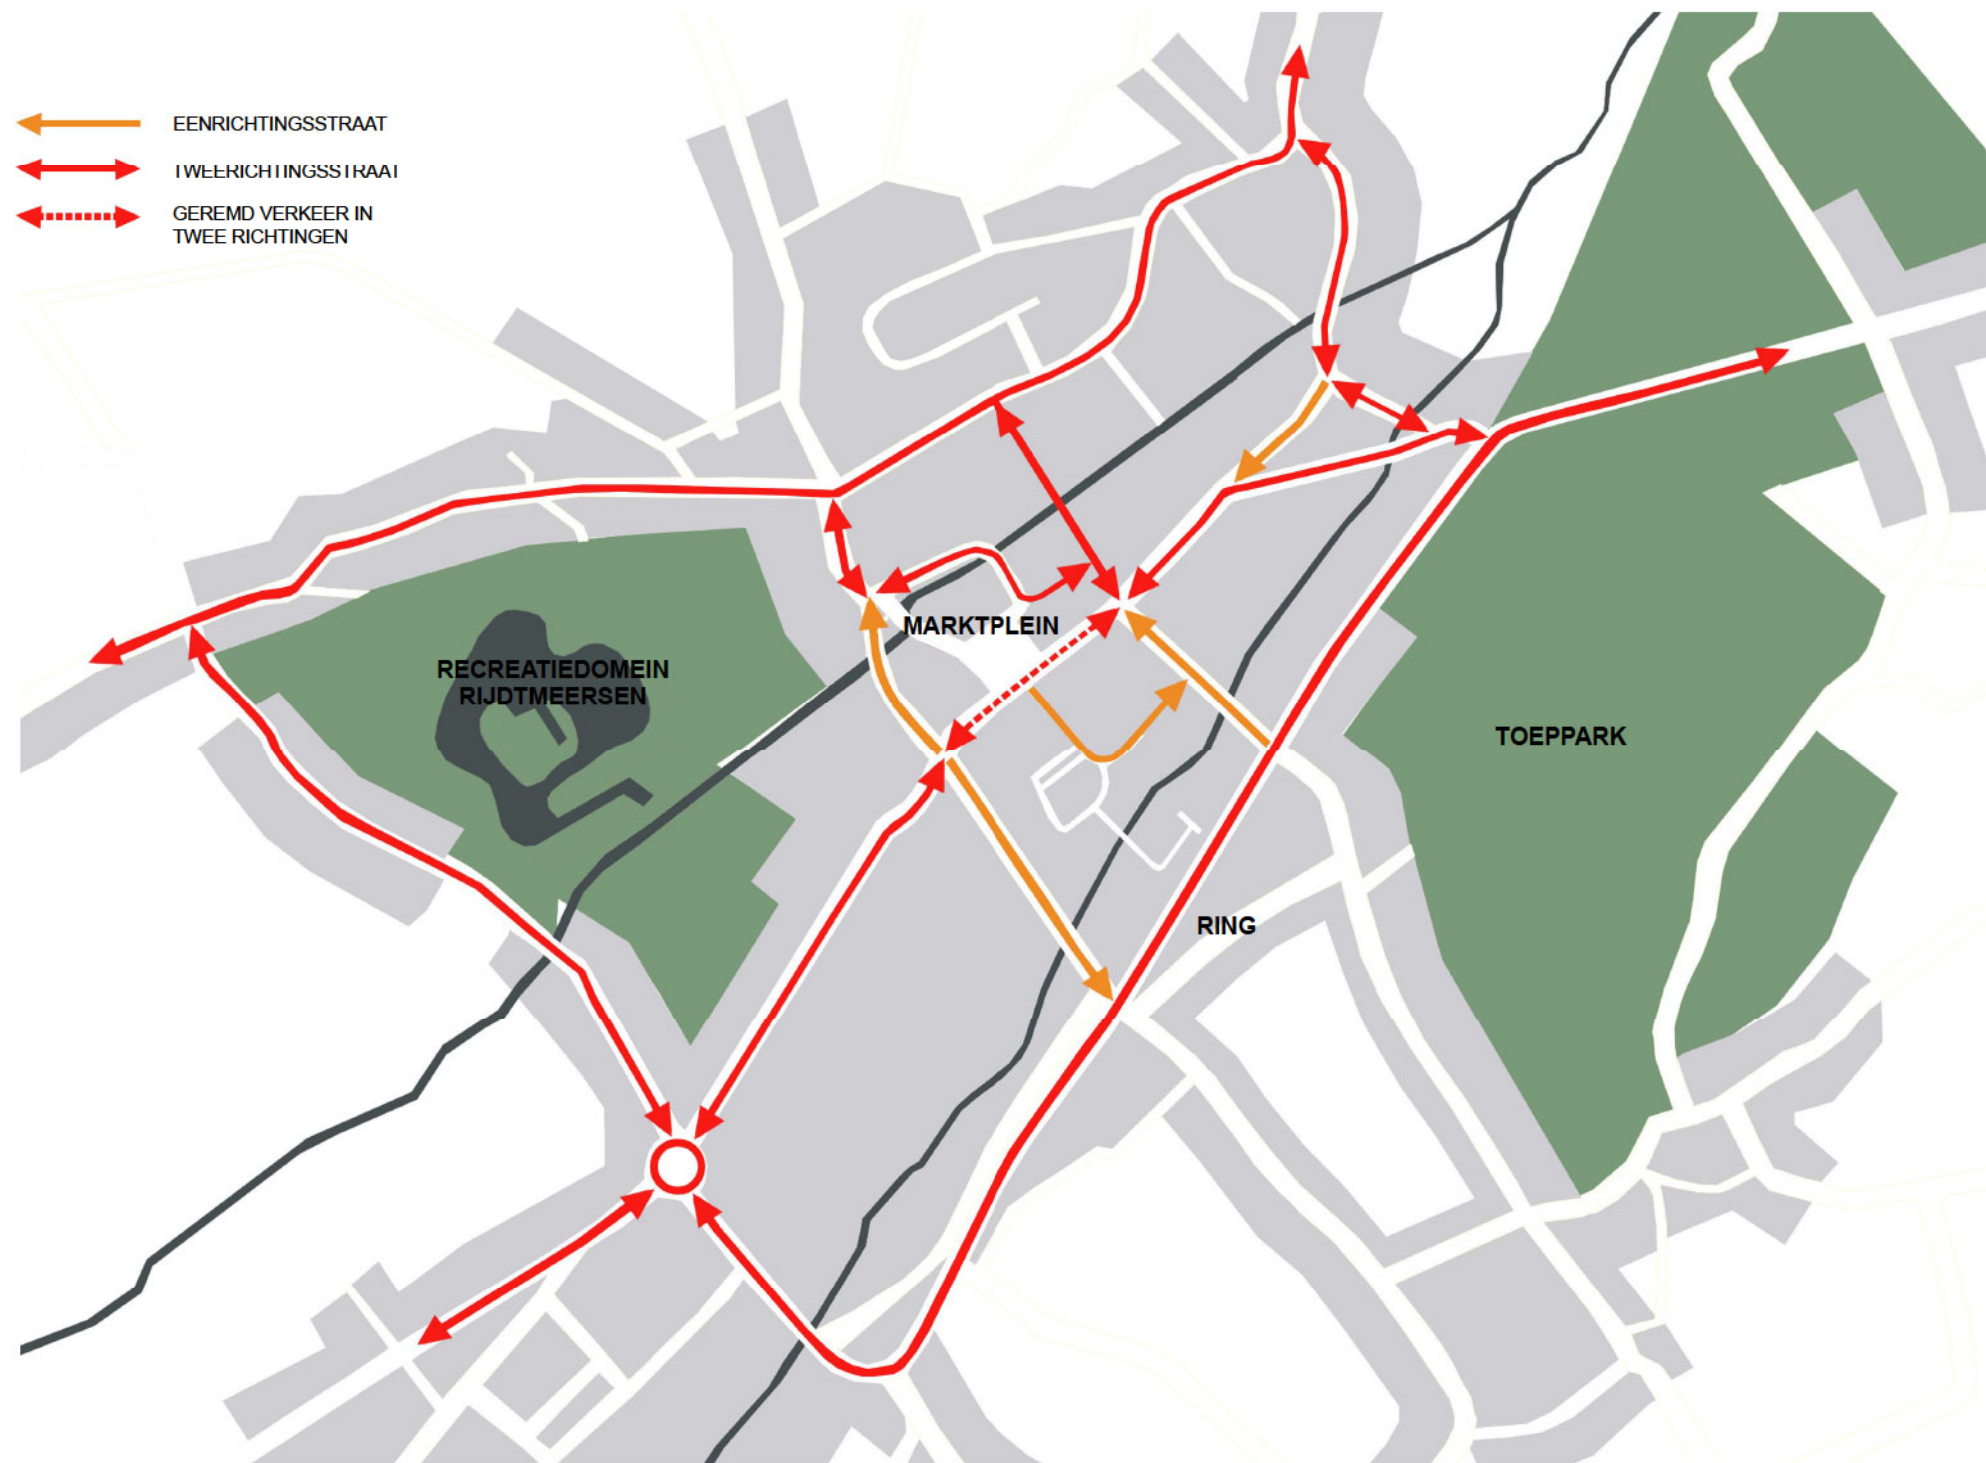 EENRICHTINGSSTRAAT
TWEERICHTINGSSTRAAT
GEREMD VERKEER IN
TWEE RICHTINGEN
MARKTPLEIN
RECREATIEDOMEIN
RIJDTMEERSEN
TOEPPARK
RING